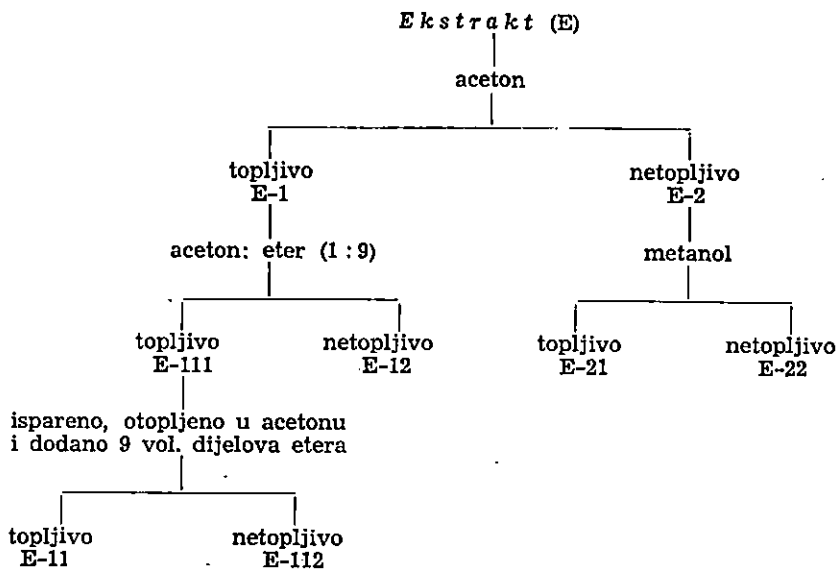 Ekstrakt (E)
aceton
topljivo
E-1
netopljivo
E-2
aceton: eter (1 : 9)
metanol
topljivo
E-111
netopljivo
E-12
topljivo
E-21
netopljivo
E-22
ispareno, otopljeno u acetonu
i dodano 9 vol. dijelova etera
topljivo
E-11
netopljivo
E-112